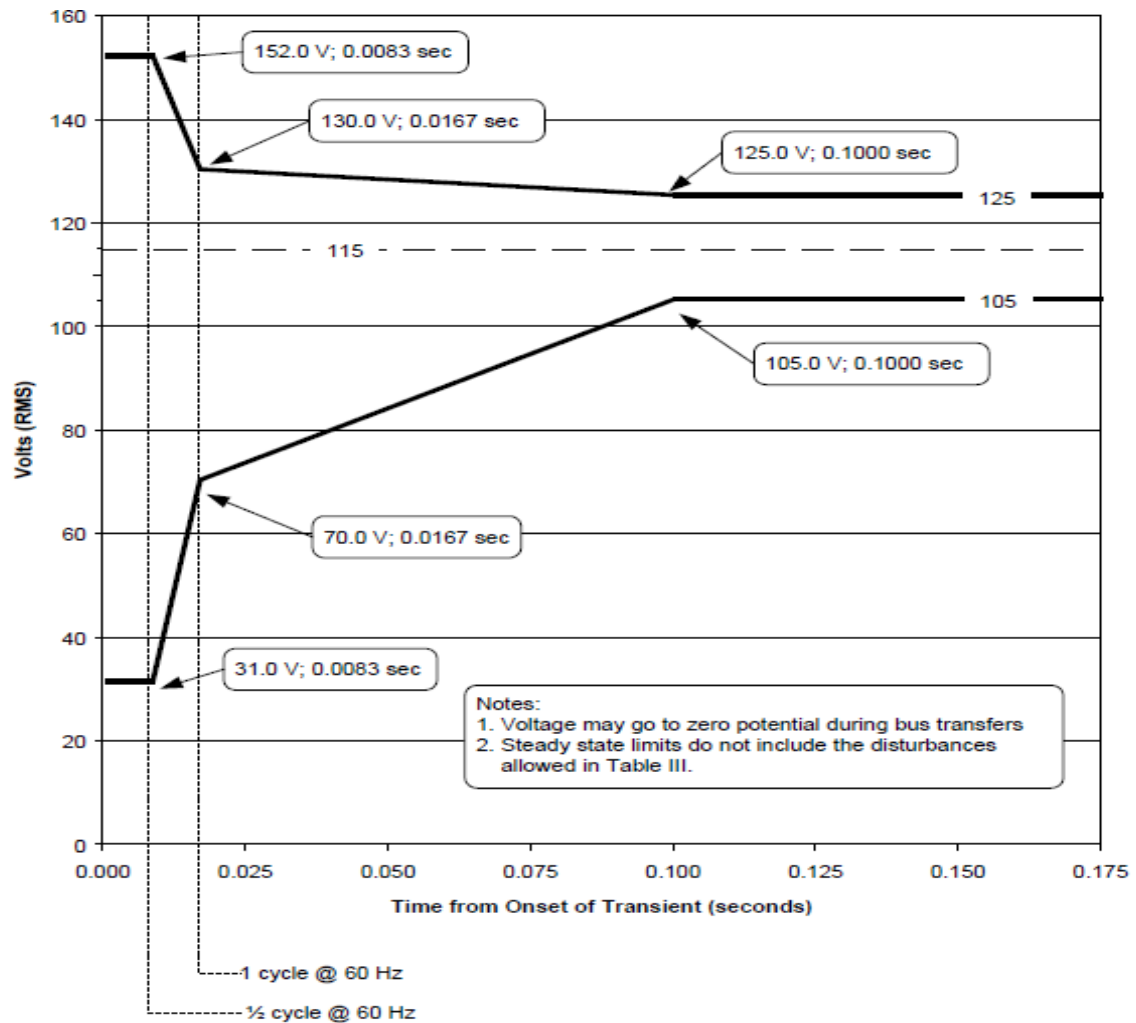 160
152.0 V; 0.0083 sec
140
130.0 V; 0.0167 sec
125.0 V; 0.1000 sec
125
120
115
105
100
105.0 V; 0.1000 sec
80
Volts (RMS)
70.0 V; 0.0167 sec
60
40
31.0 V; 0.0083 sec
Notes:
1. Voltage may go to zero potential during bus transfers
2. Steady state limits do not include the disturbances
allowed in Table III.
20
0
0.000 0.025 0.050 0.075 0.100 0.125 0.150 0.175
Time from Onset of Transient (seconds)
1 cycle @ 60 Hz
½ cycle @ 60 Hz